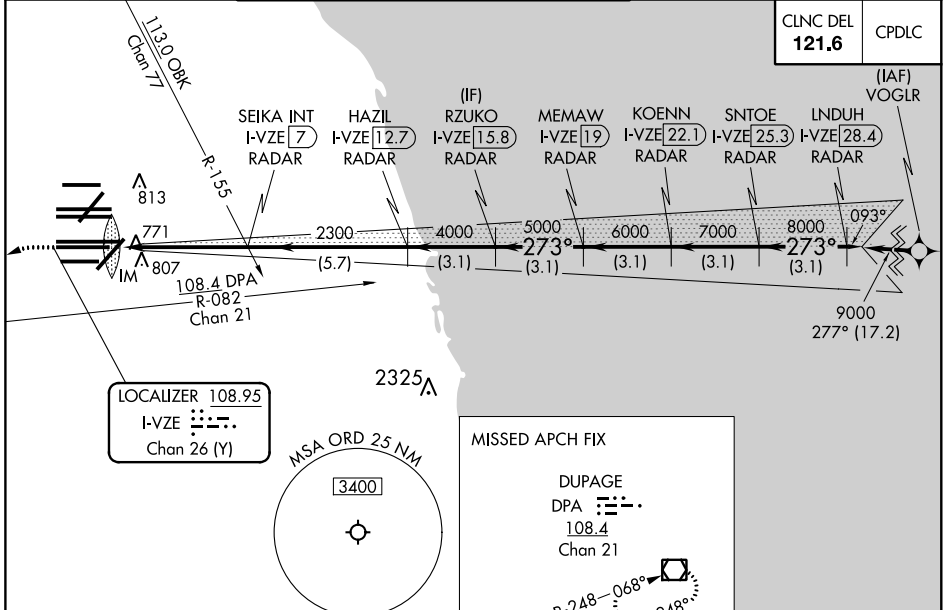 CLNC DEL
121.6
CPDLC
113.0 OBK
Chan 77
R-155
SEIKA INT
I-VZE 7
RADAR
HAZIL
I-VZE 12.7
RADAR
(IF)
RZUKO
I-VZE 15.8
RADAR
MEMAW
I-VZE 19
RADAR
KOENN
I-VZE 22.1
RADAR
SNTOE
I-VZE 25.3
RADAR
LNDUH
I-VZE 28.4
RADAR
(IAF)
VOGLR
813
771
807
IM
2300
4000
5000
6000
7000
8000
093°
273°
273°
(5.7)
(3.1)
(3.1)
(3.1)
(3.1)
(3.1)
9000
277° (17.2)
108.4 DPA
R-082
Chan 21
2325
LOCALIZER 108.95
I-VZE
Chan 26 (Y)
MSA ORD 25 NM
3400
MISSED APCH FIX
DUPAGE
DPA
108.4
Chan 21
R-248
068°
248°